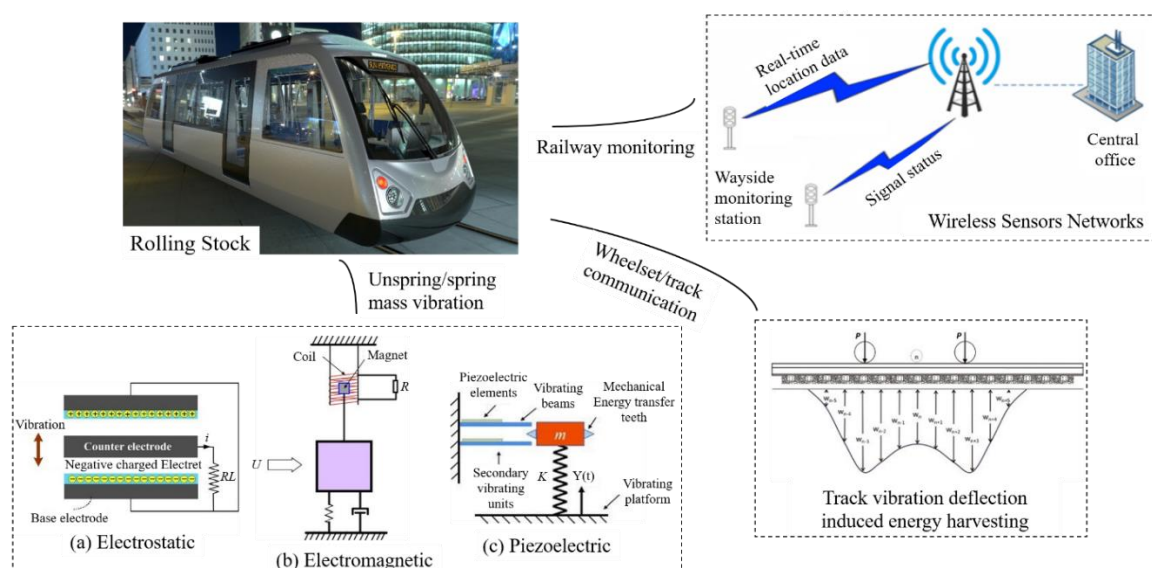 Rolling Stock
Railway monitoring
Real-time
location data
Signal status
Wayside
monitoring
station
Central
office
Wireless Sensors Networks
Unspring/spring
mass vibration
Wheelset/track
communication
Vibration
Counter electrode
i
Negative charged Electret
RL
Base electrode
(a) Electrostatic
Coil
Magnet
R
U
(b) Electromagnetic
Piezoelectric
elements
Vibrating
beams
Mechanical
Energy transfer
teeth
m
Secondary
vibrating
units
K
Y(t)
Vibrating
platform
(c) Piezoelectric
P
P
n
Track vibration deflection
induced energy harvesting